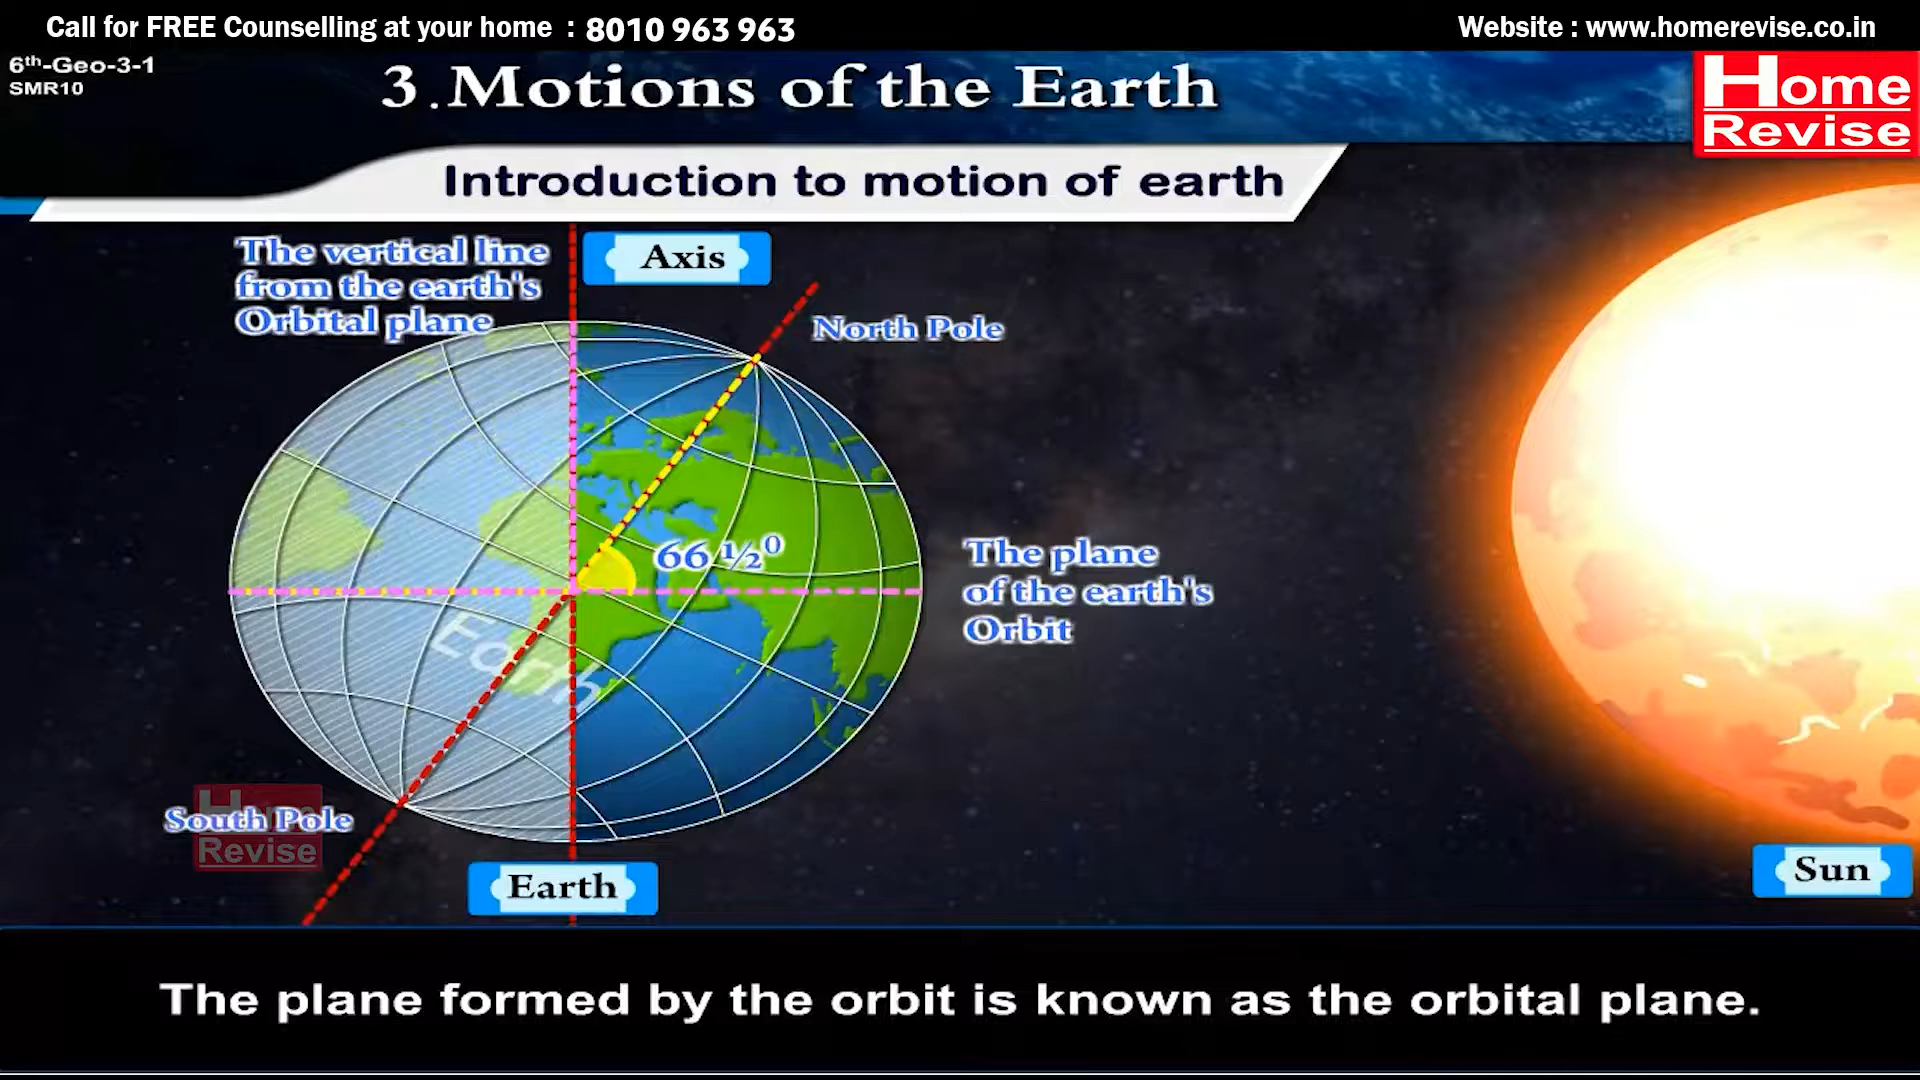 Call for FREE Counselling at your home : 8010 963 963
Website : www.homerevise.co.in
6th-Geo-3-1
SMR10
3.Motions of the Earth
Home
Revise
Introduction to motion of earth
The vertical line
from the earth's
Orbital plane
Axis
North Pole
66 ½⁰
The plane
of the earth's
Orbit
Earth
South Pole
Home
Revise
Earth
Sun
The plane formed by the orbit is known as the orbital plane.